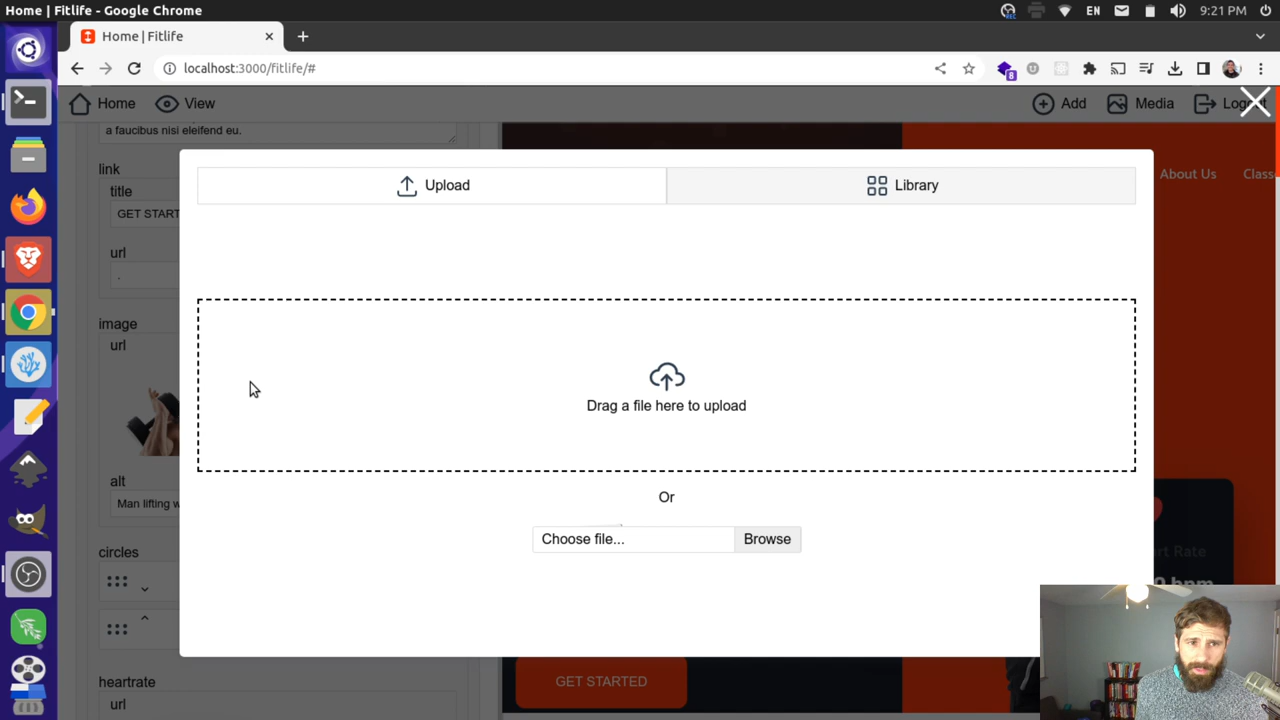 Home | Fitlife - Google Chrome
EN
9:21 PM
Home | Fitlife
localhost:3000/fitlife/#
8
REC
Home
View
Add
Media
a faucibus nisi eleifend eu.
link
title
GET START
url
.
image
url
alt
Man lifting w
circles
heartrate
url
Upload
Library
Drag a file here to upload
Or
Choose file...
Browse
About Us
GET STARTED